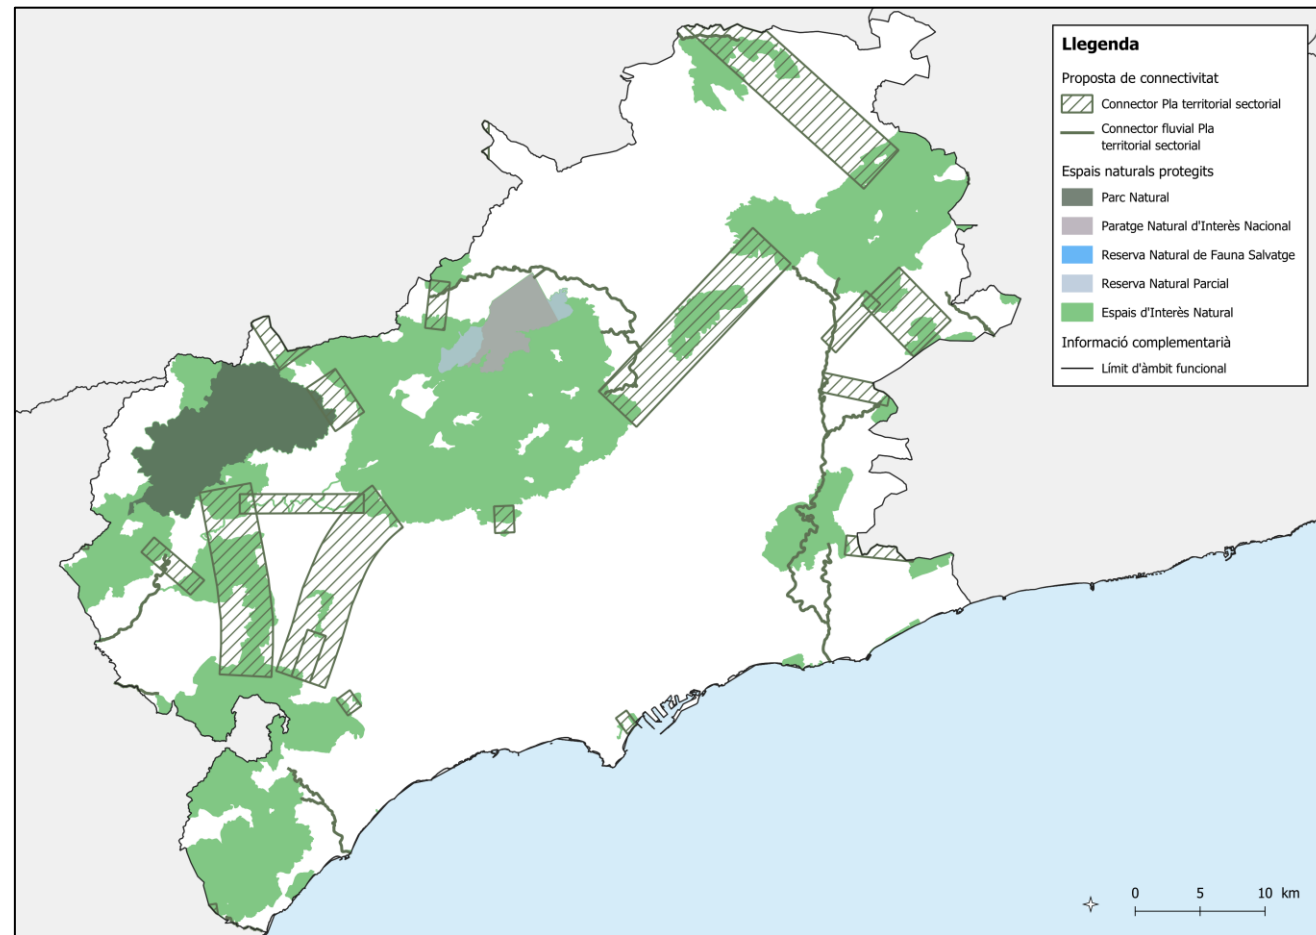 Llegenda
Proposta de connectivitat
Connector Pla territorial sectorial
Connector fluvial Pla
territorial sectorial
Espais naturals protegits
Parc Natural
Paratge Natural d'Interès Nacional
Reserva Natural de Fauna Salvatge
Reserva Natural Parcial
Espais d'Interès Natural
Informació complementarià
Límit d'àmbit funcional
0 5 10 km